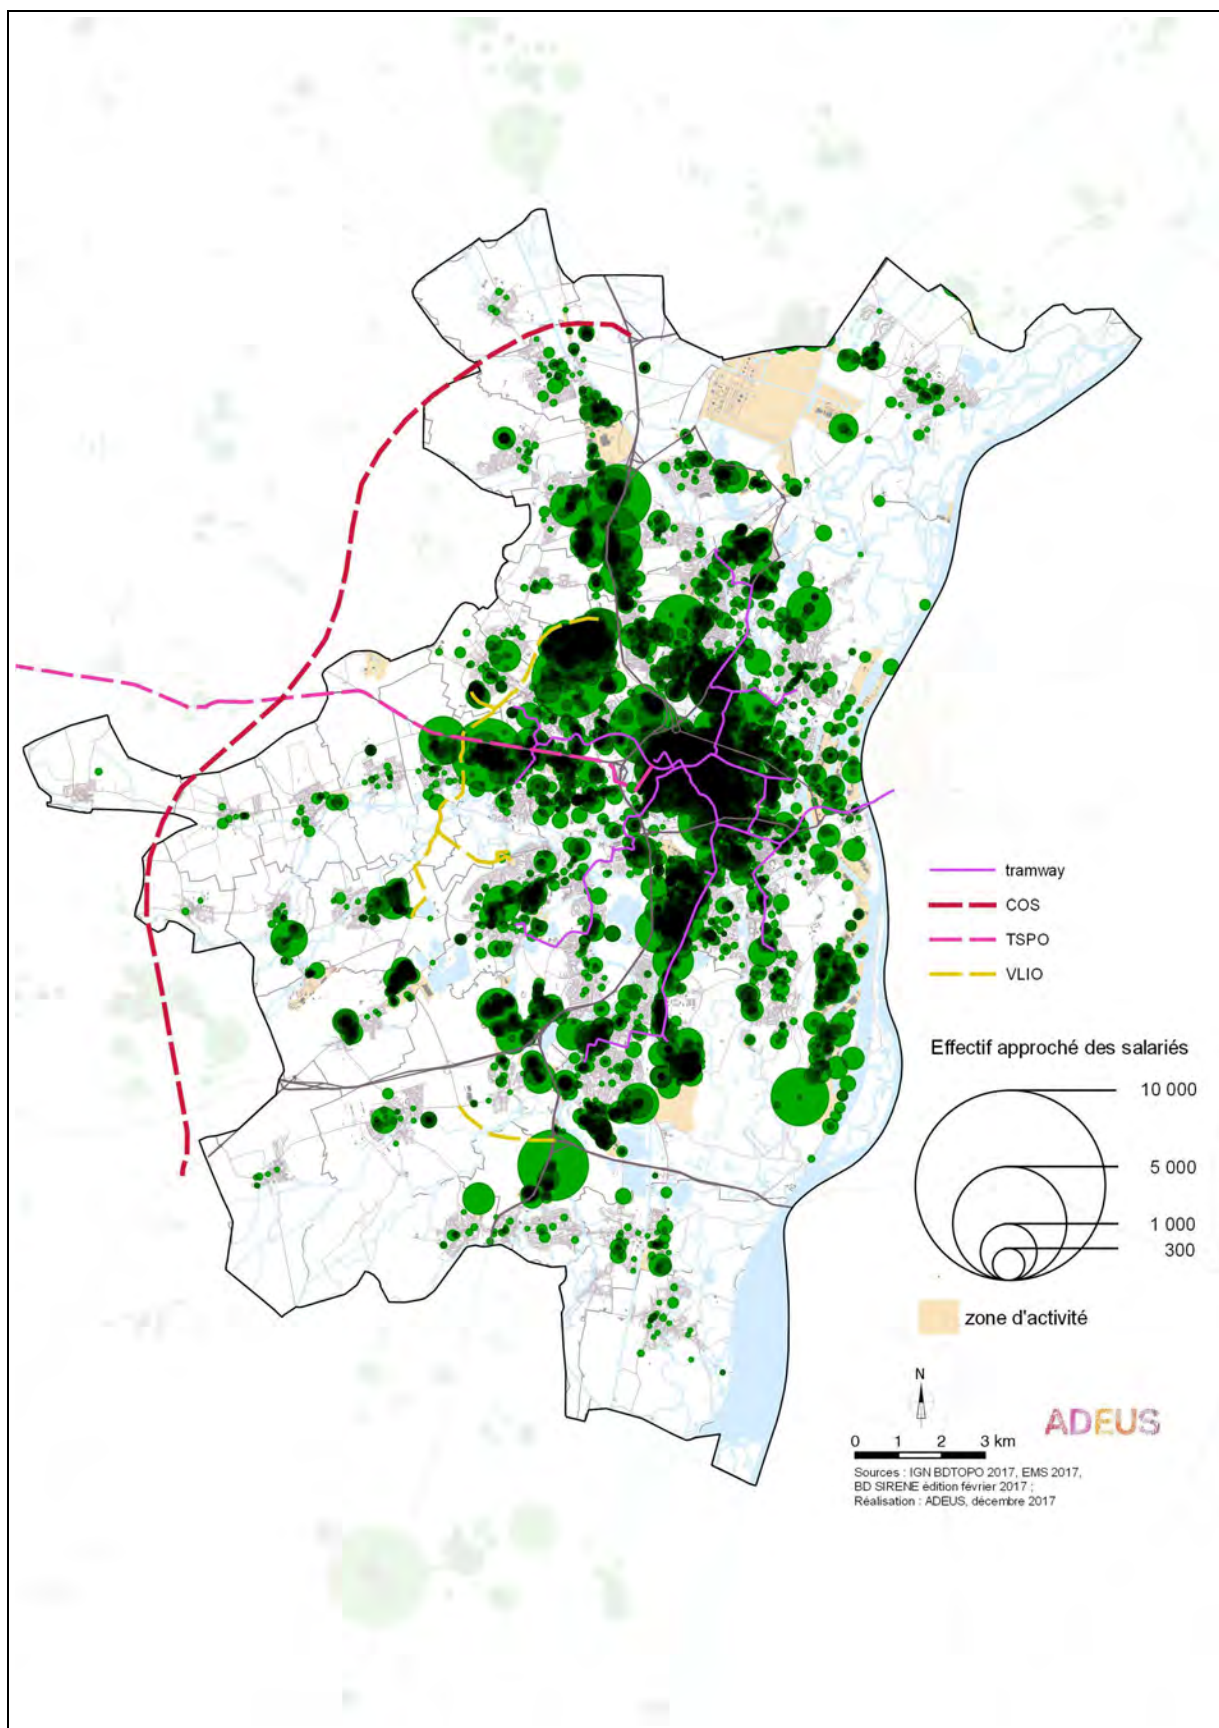 tramway
COS
TSPO
VLIO
Effectif approché des salariés
10 000
5 000
1 000
300
zone d'activité
N
ADEUS
0 1 2 3 km
Sources : IGN BDTOPO 2017, EMS 2017,
BD SIRENE édition février 2017 ;
Réalisation : ADEUS, décembre 2017